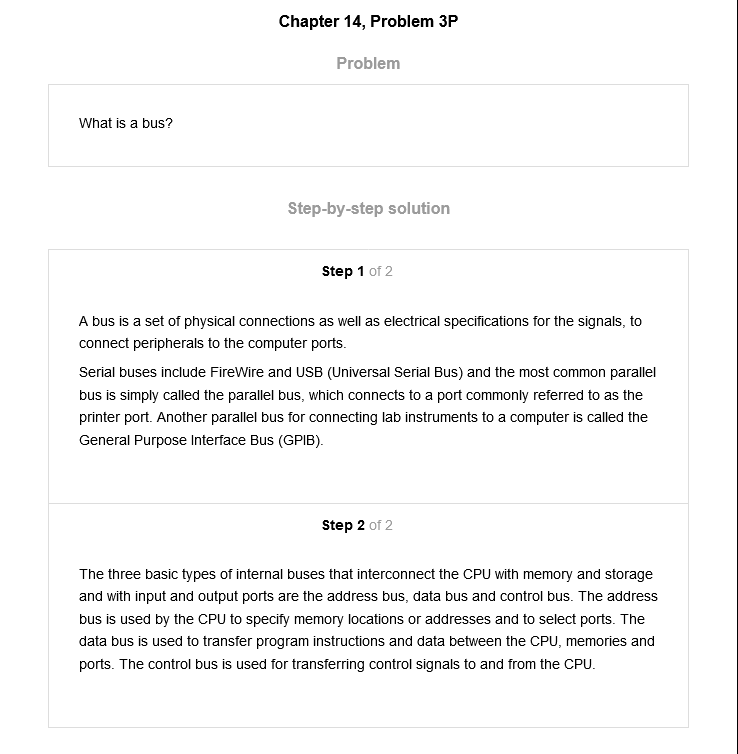 Chapter 14, Problem 3P
Problem
What is a bus?
Step-by-step solution
Step 1 of 2
A bus is a set of physical connections as well as electrical specifications for the signals, to
connect peripherals to the computer ports.
Serial buses include FireWire and USB (Universal Serial Bus) and the most common parallel
bus is simply called the parallel bus, which connects to a port commonly referred to as the
printer port. Another parallel bus for connecting lab instruments to a computer is called the
General Purpose Interface Bus (GPIB).
Step 2 of 2
The three basic types of internal buses that interconnect the CPU with memory and storage
and with input and output ports are the address bus, data bus and control bus. The address
bus is used by the CPU to specify memory locations or addresses and to select ports. The
data bus is used to transfer program instructions and data between the CPU, memories and
ports. The control bus is used for transferring control signals to and from the CPU.